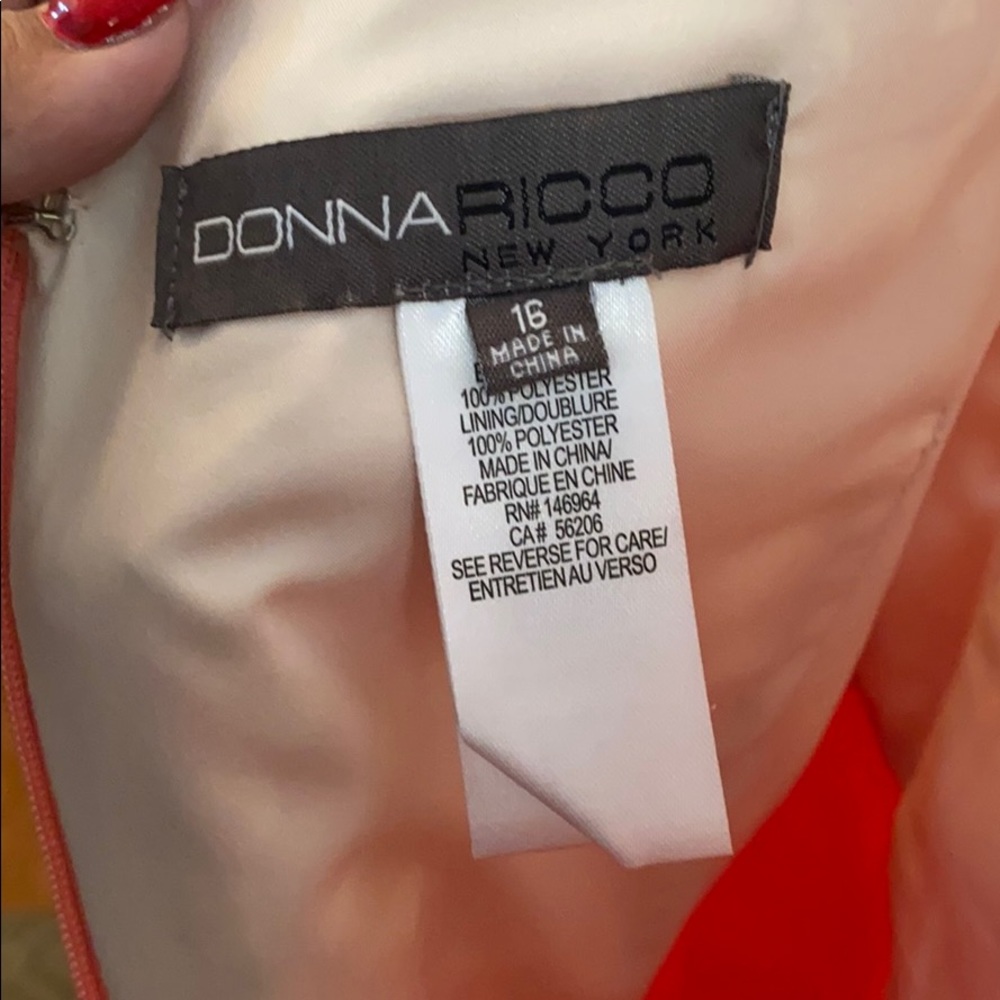 DONNA RICCO
NEW YORK
16
MADE IN
CHINA
100% POLYESTER
LINING/DOUBLURE
100% POLYESTER
MADE IN CHINA/
FABRIQUE EN CHINE
RN# 146964
CA# 56206
SEE REVERSE FOR CARE/
ENTRETIEN AU VERSO